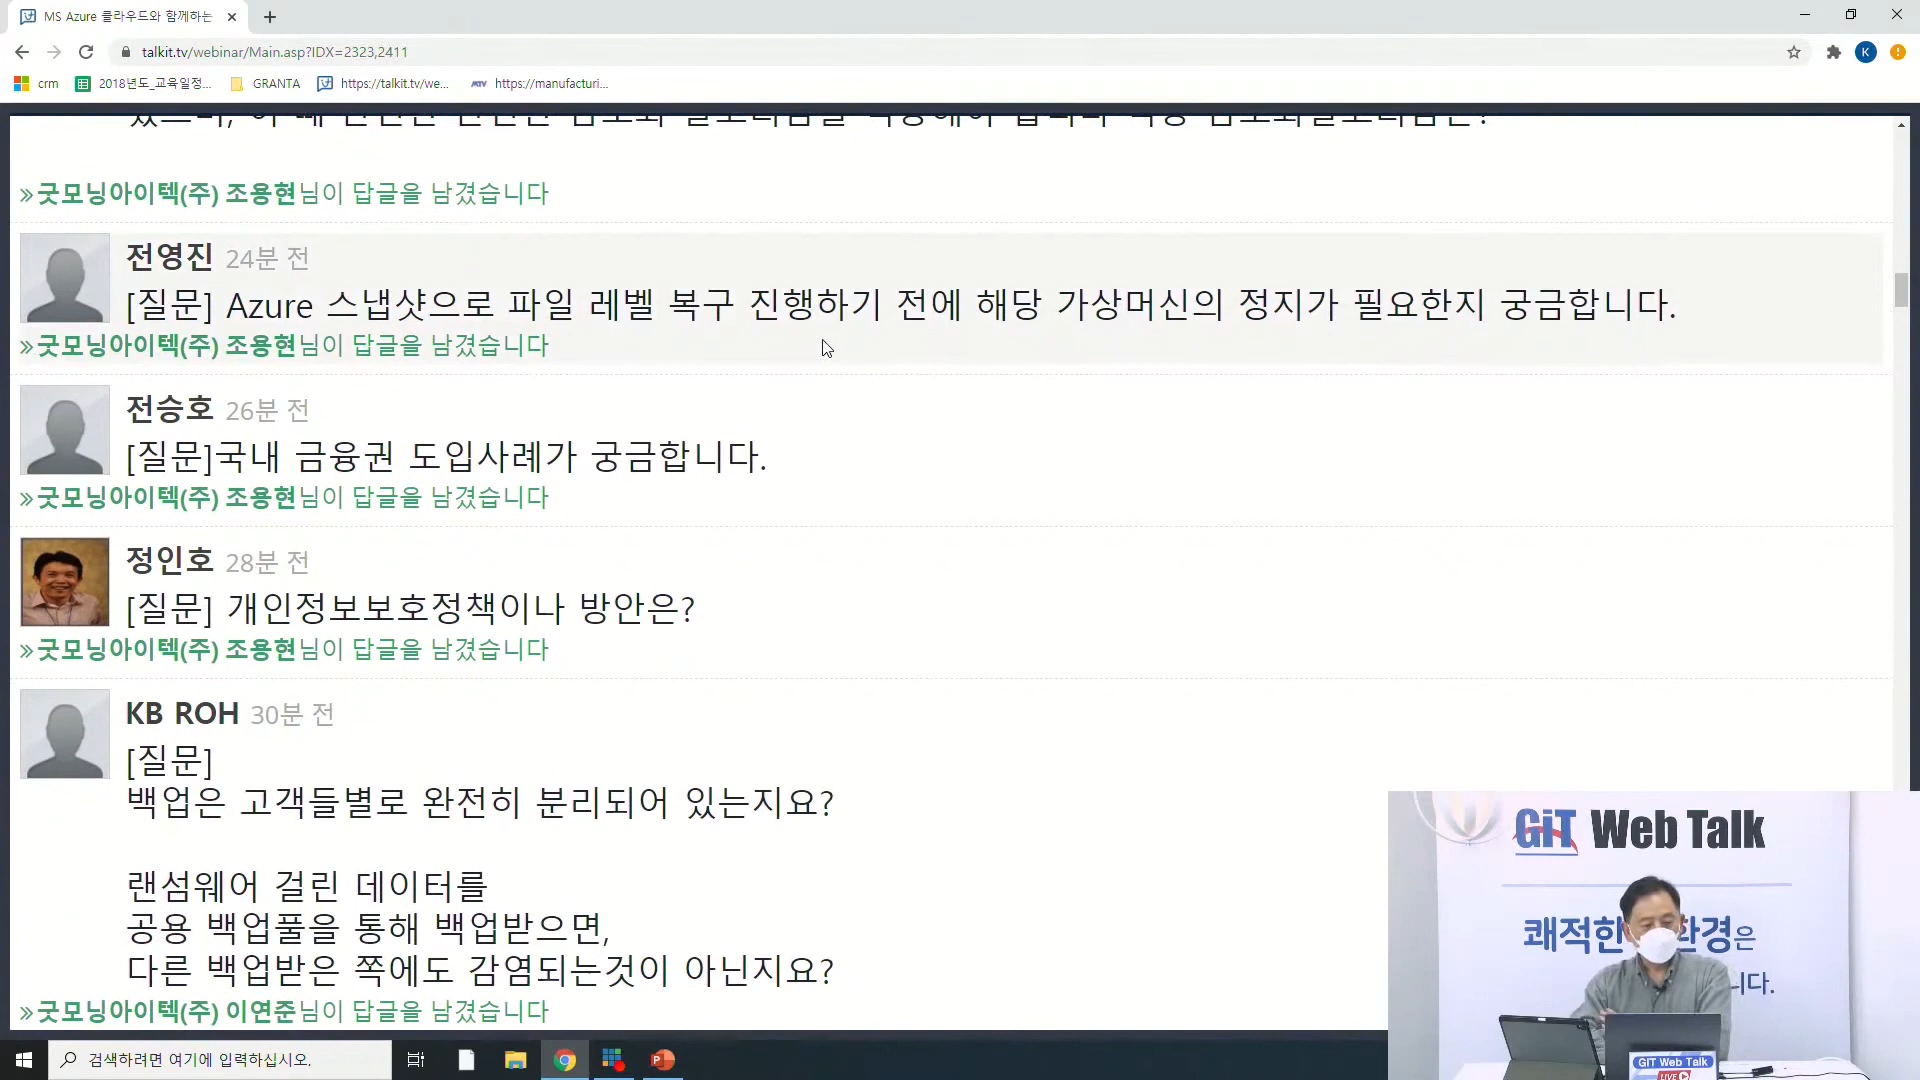 MS Azure 클라우드와 함께하는
talkit.tv/webinar/Main.asp?IDX=2323,2411
K
crm
2018년도_교육일정...
GRANTA
https://talkit.tv/we...
https://manufacturi...
»굿모닝아이텍(주) 조용현님이 답글을 남겼습니다
전영진 24분 전
[질문] Azure 스냅샷으로 파일 레벨 복구 진행하기 전에 해당 가상머신의 정지가 필요한지 궁금합니다.
»굿모닝아이텍(주) 조용현님이 답글을 남겼습니다
전승호 26분 전
[질문]국내 금융권 도입사례가 궁금합니다.
»굿모닝아이텍(주) 조용현님이 답글을 남겼습니다
정인호 28분 전
[질문] 개인정보보호정책이나 방안은?
»굿모닝아이텍(주) 조용현님이 답글을 남겼습니다
KB ROH 30분 전
[질문]
백업은 고객들별로 완전히 분리되어 있는지요?
랜섬웨어 걸린 데이터를
공용 백업풀을 통해 백업받으면,
다른 백업받은 쪽에도 감염되는것이 아닌지요?
»굿모닝아이텍(주) 이연준님이 답글을 남겼습니다
GiT Web Talk
쾌적한 환경은
니다.
GIT Web Talk
LIVE
검색하려면 여기에 입력하십시오.